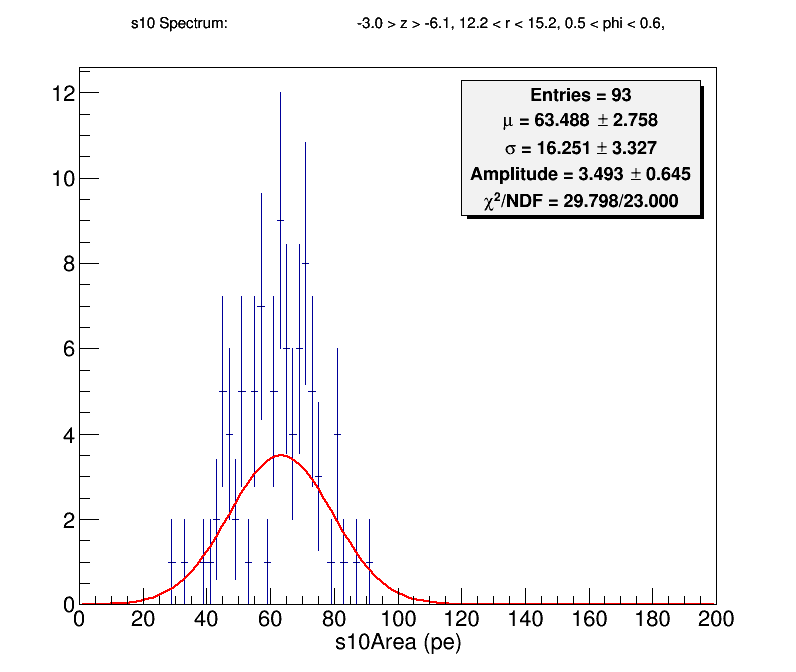 s10 Spectrum: -3.0 > z > -6.1, 12.2 < r < 15.2, 0.5 < phi < 0.6,
Entries = 93
μ = 63.488 ± 2.758
σ = 16.251 ± 3.327
Amplitude = 3.493 ± 0.645
χ²/NDF = 29.798/23.000
12
10
8
6
4
2
0
0 20 40 60 80 100 120 140 160 180 200
s10Area (pe)